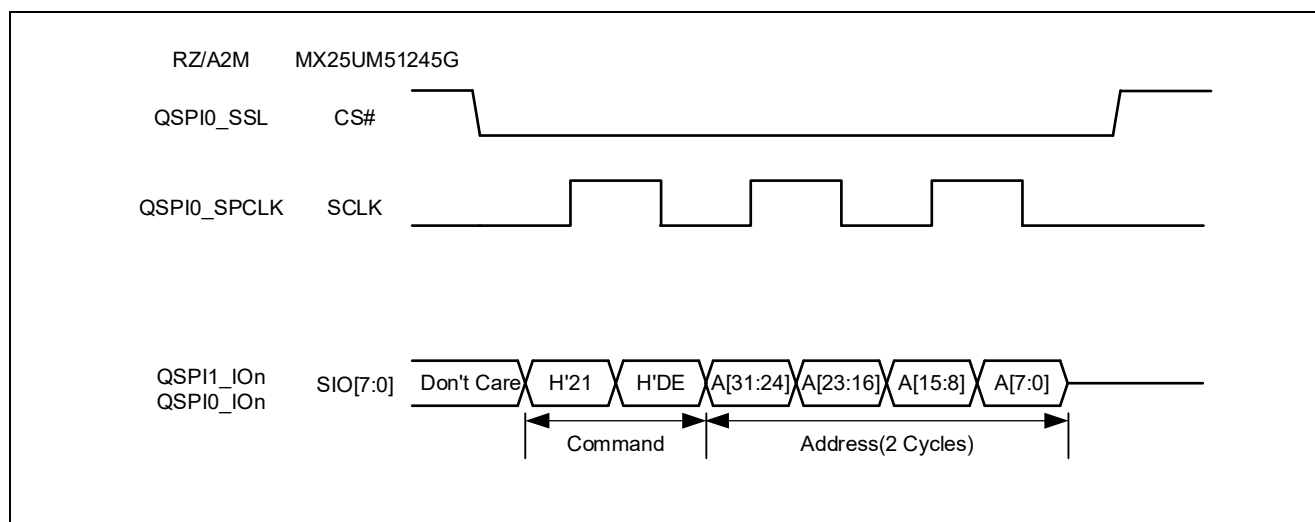 RZ/A2M MX25UM51245G
QSPI0_SSL CS#
QSPI0_SPCLK SCLK
QSPI1_IOn
QSPI0_IOn
SIO[7:0] Don't Care H'21 H'DE A[31:24] A[23:16] A[15:8] A[7:0]
Command Address(2 Cycles)